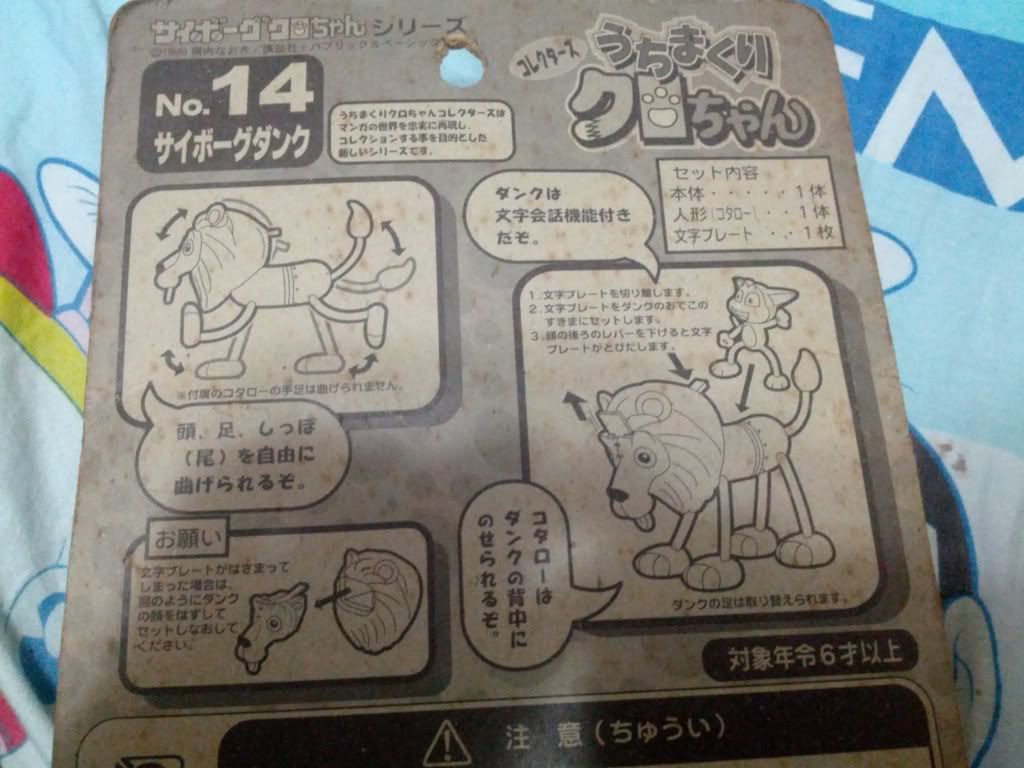 サイボーグクロちゃんシリーズ
©1999 横内なおき/講談社・パブリック&ベーシック
No. 14
サイボーグダンク
うちまくりクロちゃんコレクターズは
マンガの世界を忠実に再現し、
コレクションする事を目的とした
新しいシリーズです。
コレクターズ
うちまくり
クロちゃん
セット内容
本体・・・・・1体
人形(コタロー)・・1体
文字プレート・・1枚
ダンクは
文字会話機能付き
だぞ。
※付属のコタローの手足は曲げられません。
頭、足、しっぽ
(尾)を自由に
曲げられるぞ。
1.文字プレートを切り離します。
2.文字プレートをダンクのおでこの
すきまにセットします。
3.頭の後ろのレバーを下げると文字
プレートがとびだします。
コタローは
ダンクの背中に
のせられるぞ。
ダンクの足は取り替えられます。
お願い
文字プレートがはさまって
しまった場合は、
図のようにダンク
の顔をはずして
セットしなおして
ください。
対象年令6才以上
注意(ちゅうい)